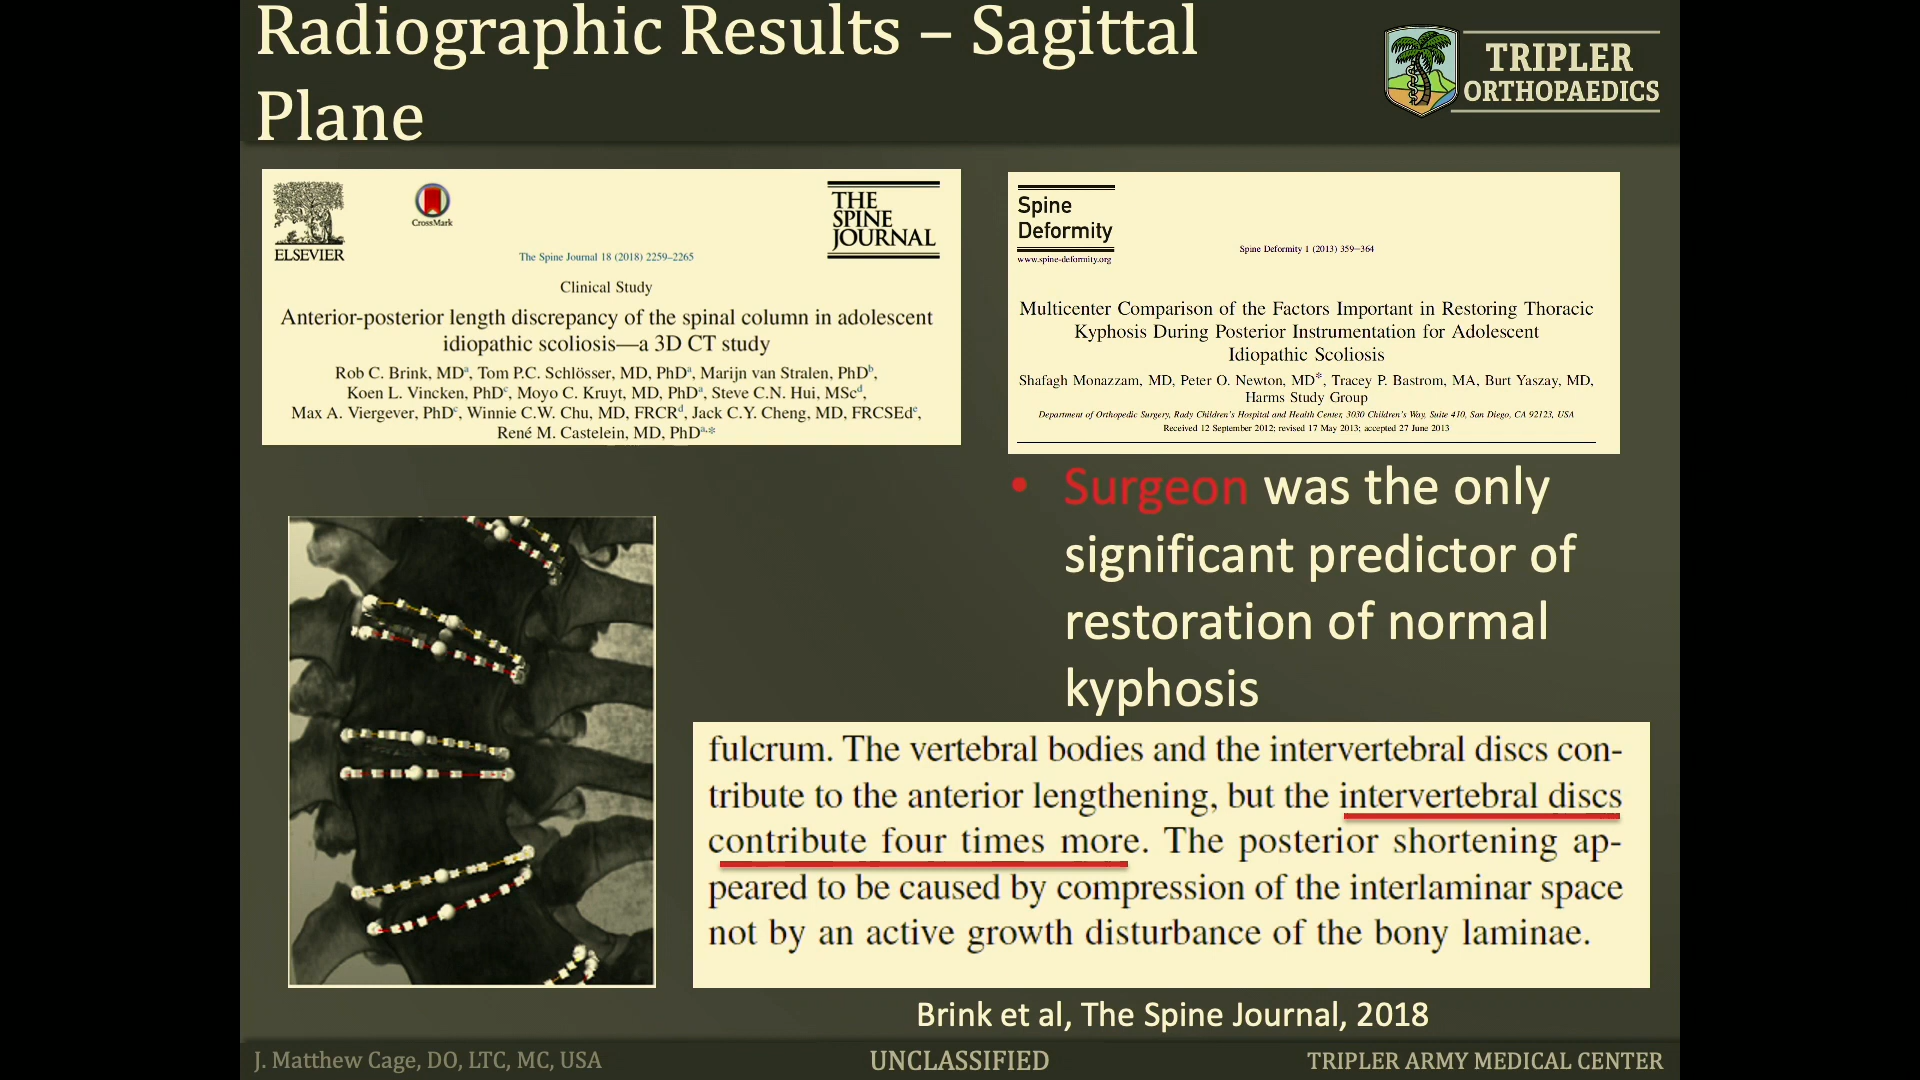 Radiographic Results – Sagittal
Plane
TRIPLER
ORTHOPAEDICS
ELSEVIER
CrossMark
THE
SPINE
JOURNAL
The Spine Journal 18 (2018) 2259–2265
Clinical Study
Anterior-posterior length discrepancy of the spinal column in adolescent
idiopathic scoliosis—a 3D CT study
Rob C. Brink, MDa, Tom P.C. Schlösser, MD, PhDa, Marijn van Stralen, PhDb,
Koen L. Vincken, PhDc, Moyo C. Kruyt, MD, PhDa, Steve C.N. Hui, MScd,
Max A. Viergever, PhDc, Winnie C.W. Chu, MD, FRCRd, Jack C.Y. Cheng, MD, FRCSEde,
René M. Castelein, MD, PhDa,*
Spine
Deformity
www.spine-deformity.org
Spine Deformity 1 (2013) 359–364
Multicenter Comparison of the Factors Important in Restoring Thoracic
Kyphosis During Posterior Instrumentation for Adolescent
Idiopathic Scoliosis
Shafagh Monazzam, MD, Peter O. Newton, MD*, Tracey P. Bastrom, MA, Burt Yaszay, MD,
Harms Study Group
Department of Orthopedic Surgery, Rady Children's Hospital and Health Center, 3030 Children's Way, Suite 410, San Diego, CA 92123, USA
Received 12 September 2012; revised 17 May 2013; accepted 27 June 2013
• Surgeon was the only
significant predictor of
restoration of normal
kyphosis
fulcrum. The vertebral bodies and the intervertebral discs con-
tribute to the anterior lengthening, but the intervertebral discs
contribute four times more. The posterior shortening ap-
peared to be caused by compression of the interlaminar space
not by an active growth disturbance of the bony laminae.
Brink et al, The Spine Journal, 2018
J. Matthew Cage, DO, LTC, MC, USA
UNCLASSIFIED
TRIPLER ARMY MEDICAL CENTER